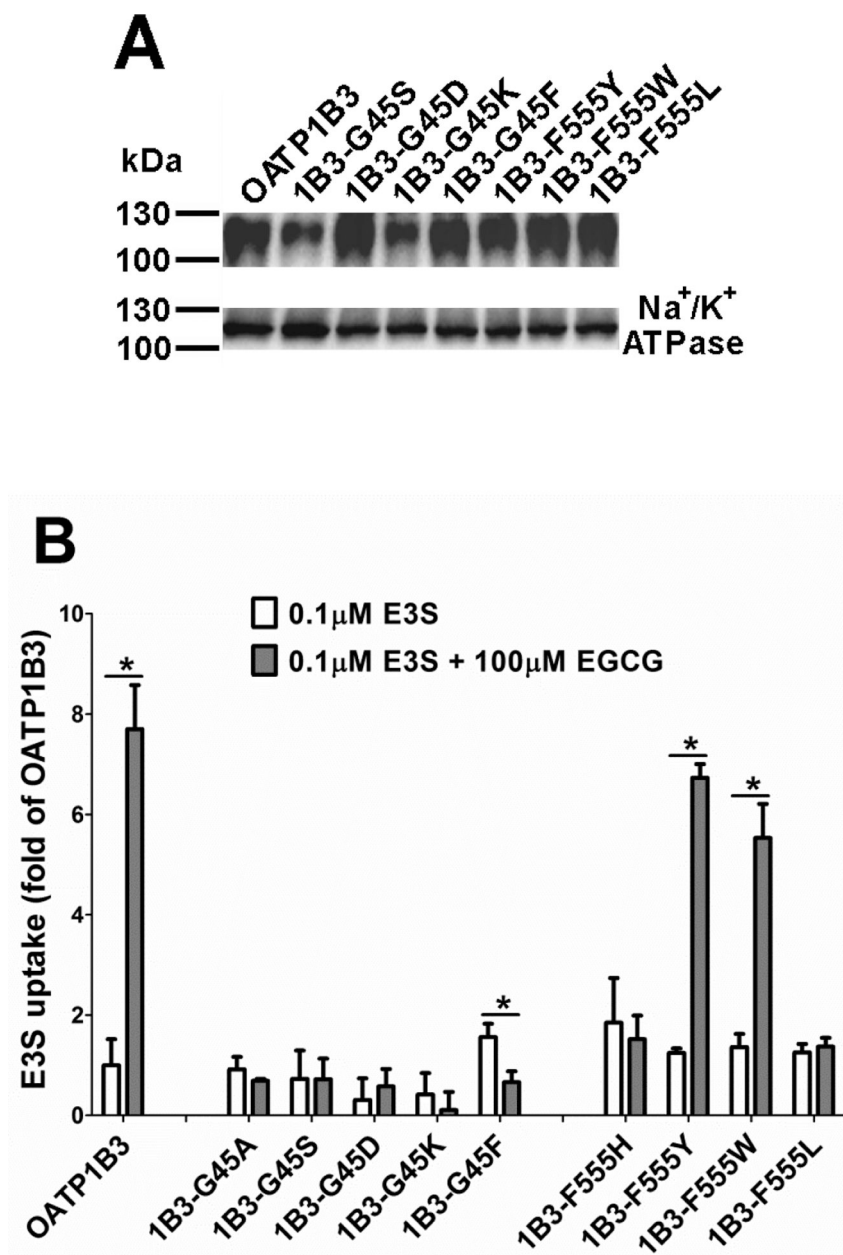 A
kDa
OATP1B3
1B3-G45S
1B3-G45D
1B3-G45K
1B3-G45F
1B3-F555Y
1B3-F555W
1B3-F555L
130
100
130
100
Na⁺/K⁺
ATPase
B
0.1μM E3S
0.1μM E3S + 100μM EGCG
E3S uptake (fold of OATP1B3)
10
8
6
4
2
0
*
*
*
*
OATP1B3
1B3-G45A
1B3-G45S
1B3-G45D
1B3-G45K
1B3-G45F
1B3-F555H
1B3-F555Y
1B3-F555W
1B3-F555L